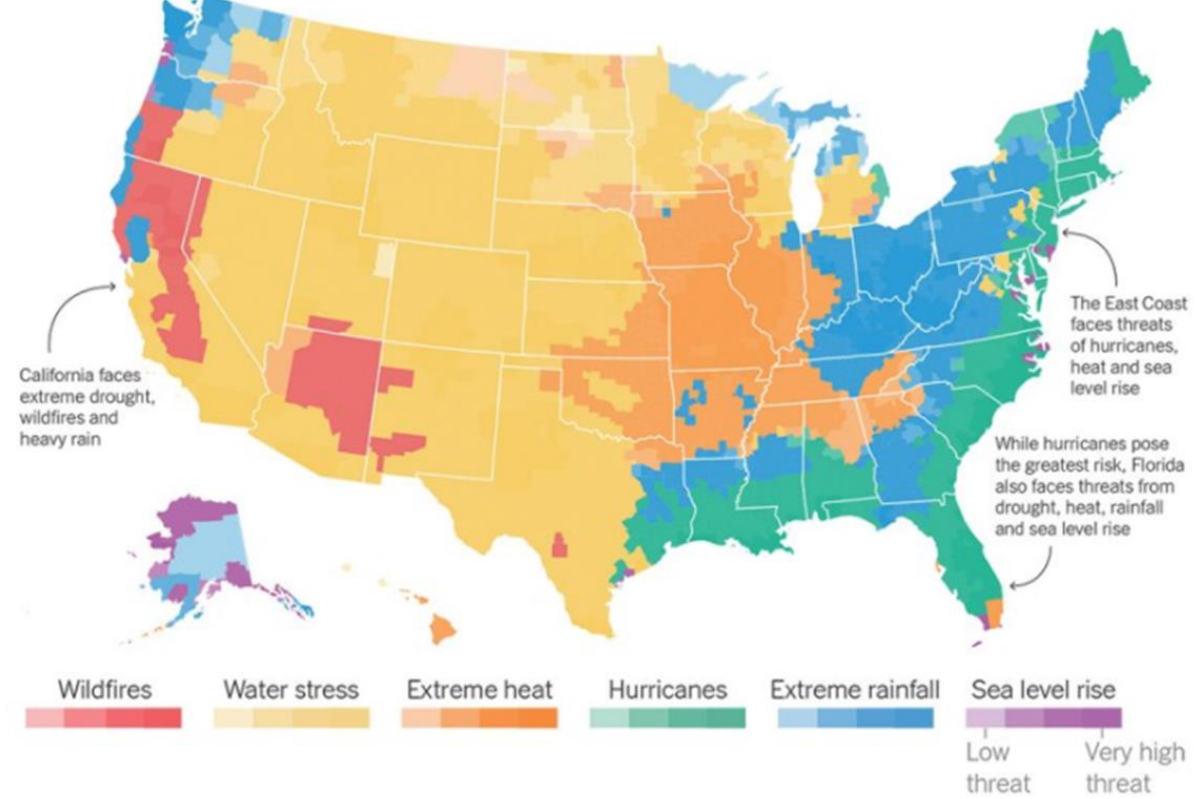 California faces
extreme drought,
wildfires and
heavy rain
The East Coast
faces threats
of hurricanes,
heat and sea
level rise
While hurricanes pose
the greatest risk, Florida
also faces threats from
drought, heat, rainfall
and sea level rise
Wildfires
Water stress
Extreme heat
Hurricanes
Extreme rainfall
Sea level rise
Low
threat
Very high
threat